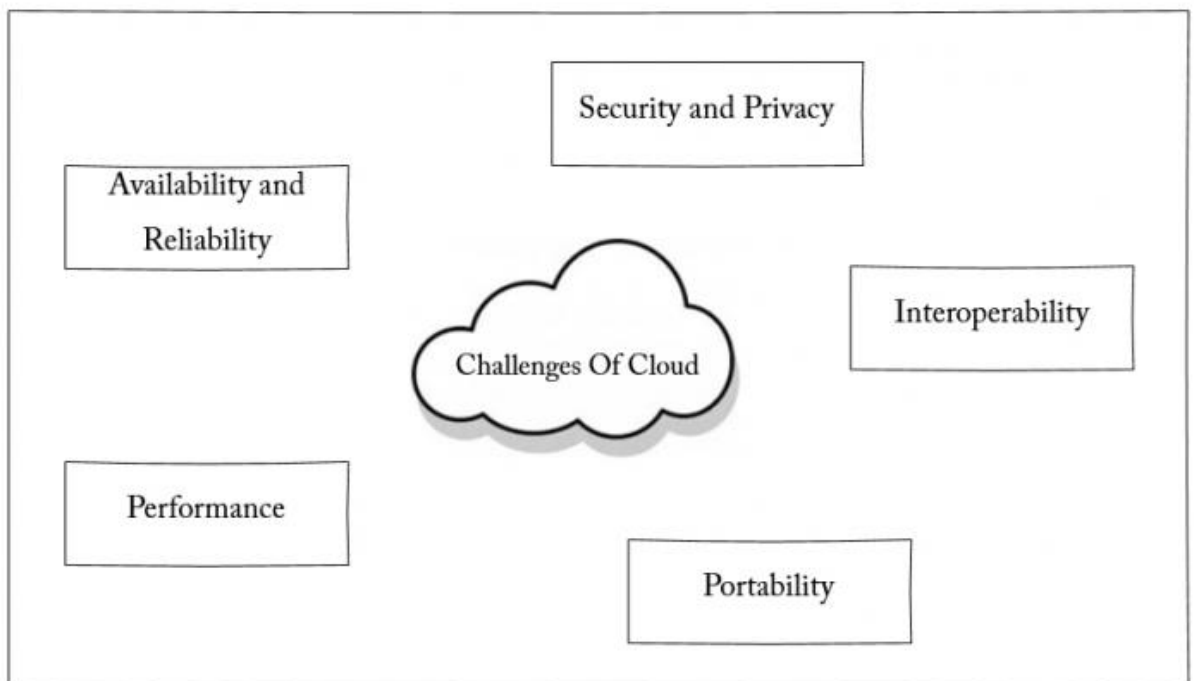 Security and Privacy
Availability and
Reliability
Interoperability
Challenges Of Cloud
Performance
Portability